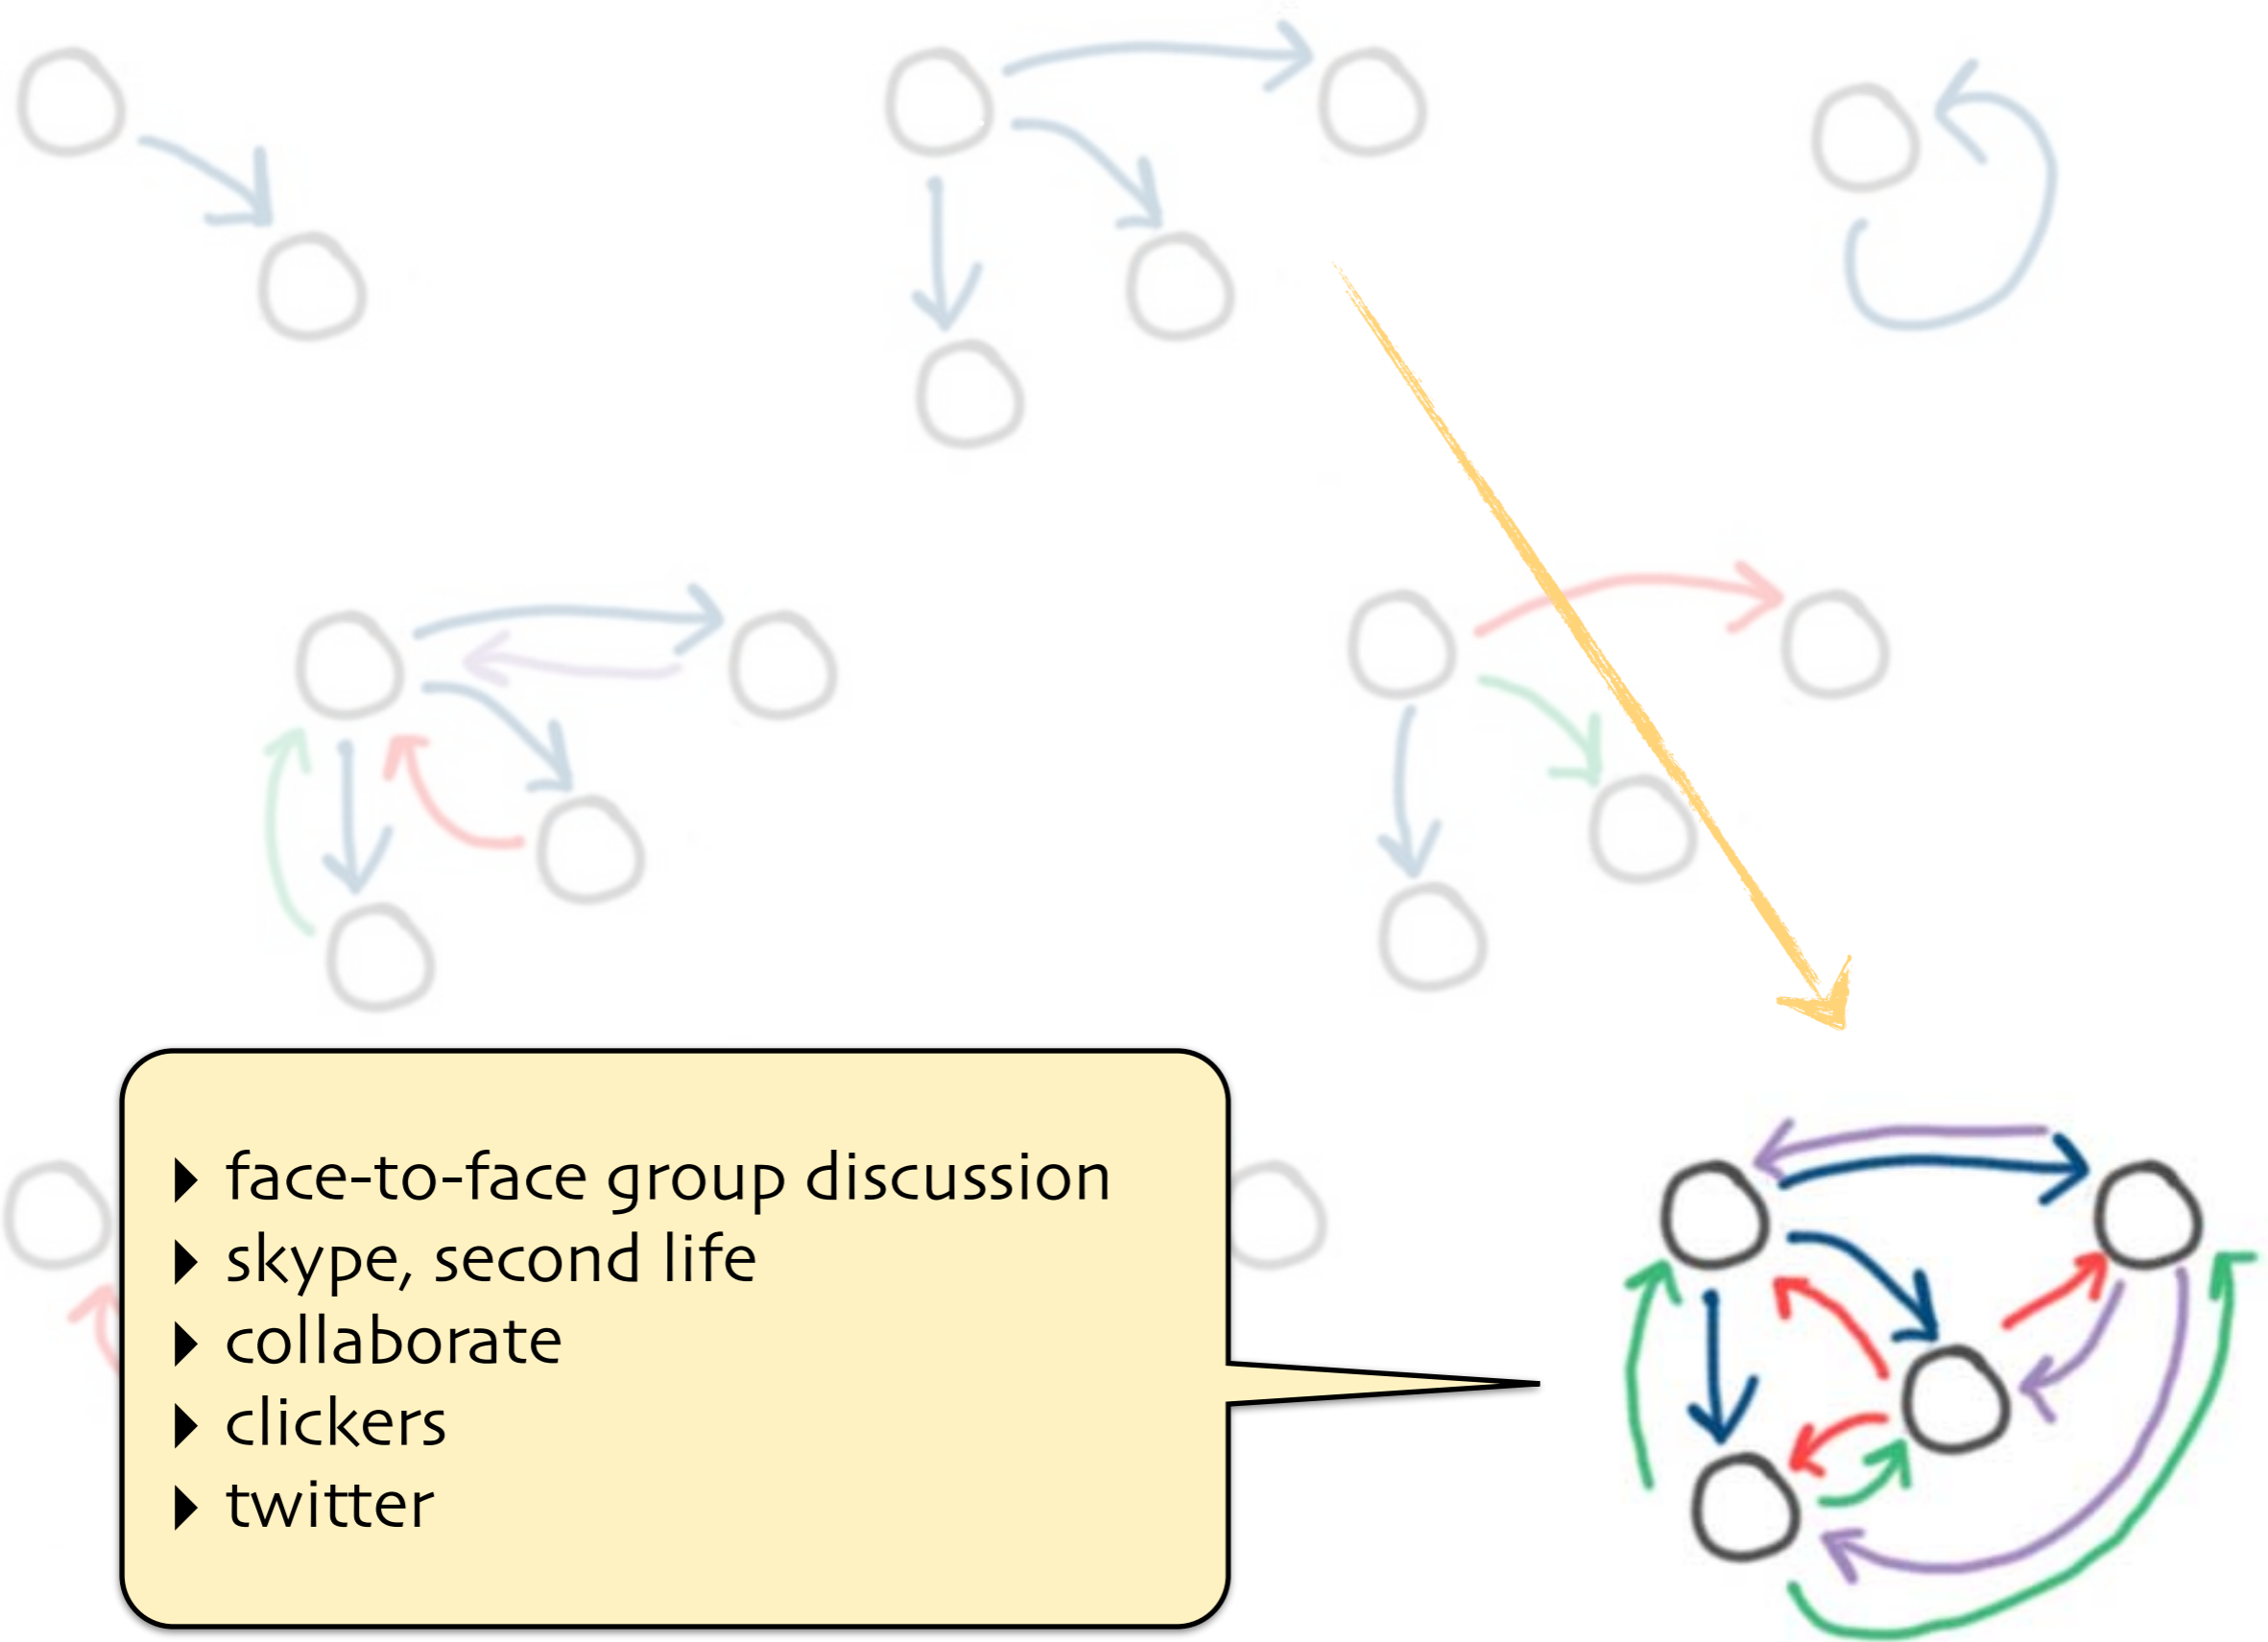 face-to-face group discussion
skype, second life
collaborate
clickers
twitter